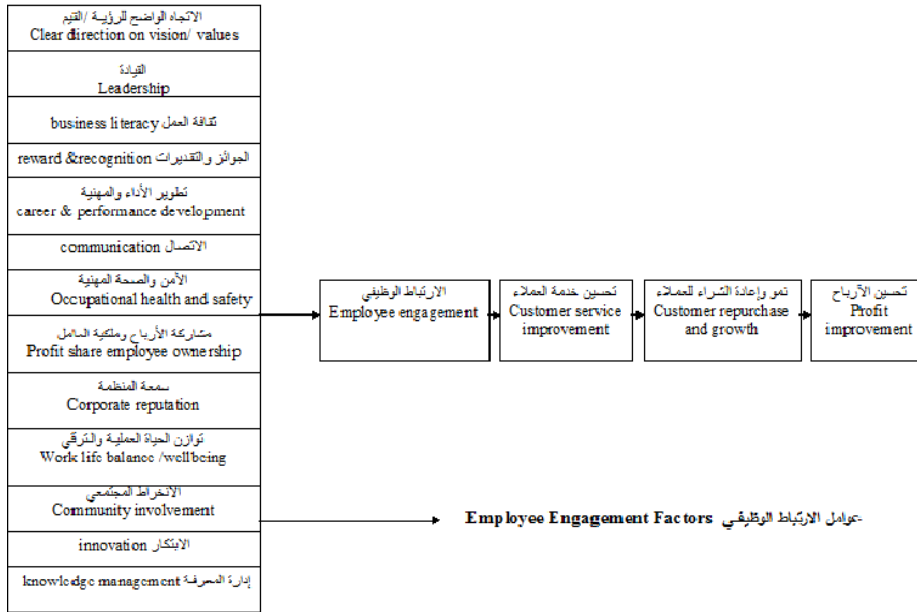 الاتجاه الواضح للرؤية /القيم
Clear direction on vision/ values
القيادة
Leadership
ثقافة العمل business literacy
الجوائز والتقديرات reward &recognition
تطوير الأداء والمهنية
career & performance development
الاتصال communication
الأمن والصحة المهنية
Occupational health and safety
مشاركة الأرباح وملكية العامل
Profit share employee ownership
سمعة المنظمة
Corporate reputation
توازن الحياة العملية والترقي
Work life balance /wellbeing
الانخراط المجتمعي
Community involvement
الابتكار innovation
إدارة المعرفة knowledge management
الارتباط الوظيفي
Employee engagement
تحسين خدمة العملاء
Customer service
improvement
نمو وإعادة الشراء للعملاء
Customer repurchase
and growth
تحسين الأرباح
Profit
improvement
-عوامل الارتباط الوظيفي Employee Engagement Factors